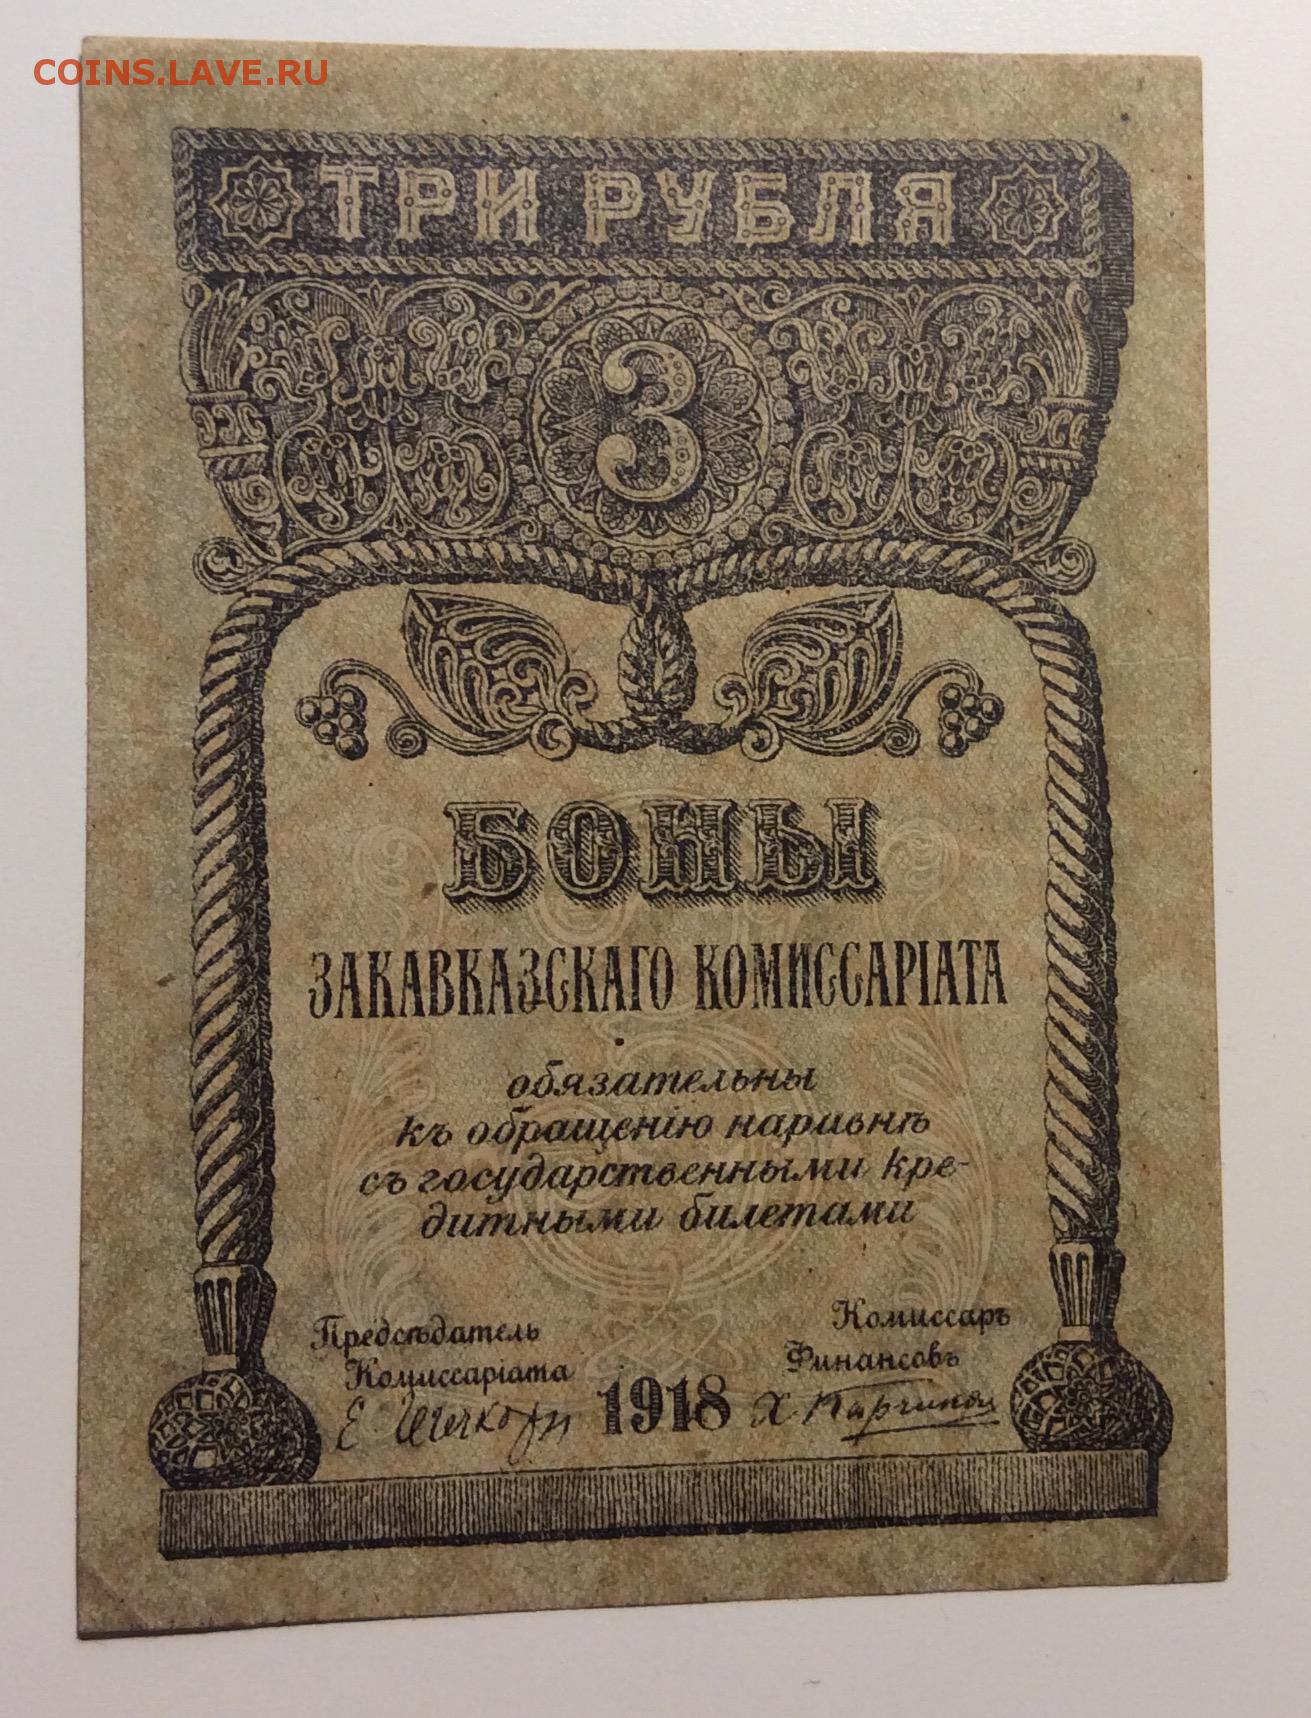 COINS.LAVE.RU
ТРИ РУБЛЯ
3
БОНЫ
ЗАКАВКАЗСКАГО КОМИССАРІАТА
обязательны
къ обращенію наривнѣ
съ государственными кре-
дитными билетами
Предсѣдатель
Комиссаріата
Комиссаръ
Финансовъ
1918